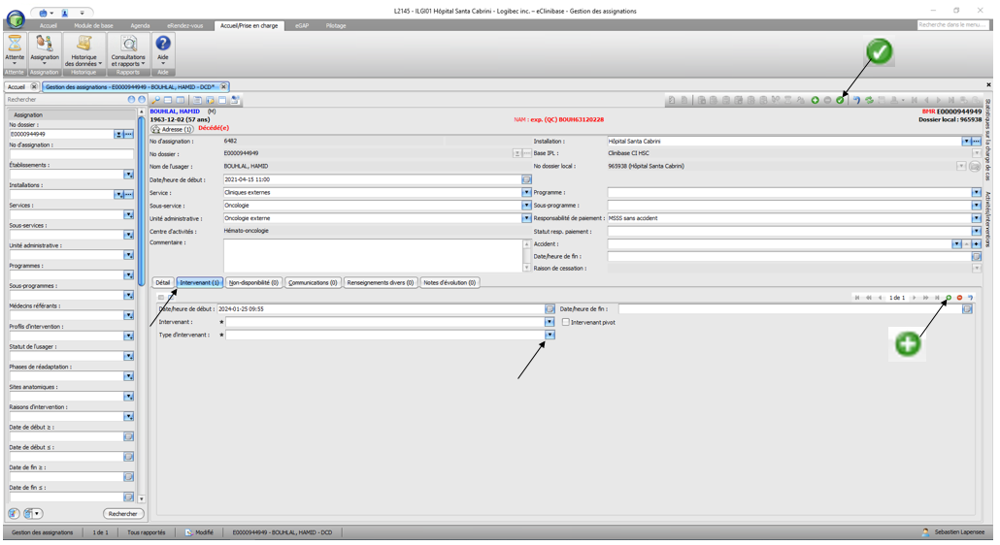 L2145 - ILGI01 Hôpital Santa Cabrini - Logibec inc. – eClinibase - Gestion des assignations
Accueil Module de base Agenda eRendez-vous Accueil/Prise en charge eGAP Pilotage
Recherche dans le menu...
Attente Assignation Historique des données Consultations et rapports Aide
Attente Assignation Historique Rapports Aide
Accueil Gestion des assignations - E0000944949 - BOUHLAL, HAMID - DCD*
Rechercher
Assignation
No dossier :
E0000944949
No d'assignation :
Établissements :
Installations :
Services :
Sous-services :
Unité administrative :
Programmes :
Sous-programmes :
Médecins référants :
Profils d'intervention :
Statut de l'usager :
Phases de réadaptation :
Sites anatomiques :
Raisons d'intervention :
Date de début ≥ :
Date de début ≤ :
Date de fin ≥ :
Date de fin ≤ :
Rechercher
BOUHLAL, HAMID (M)
BMR E0000944949
1963-12-02 (57 ans)
NAM : exp. (QC) BOUH63120228
Dossier local : 965938
Adresse (1) Décédé(e)
No d'assignation : 6482
Installation : Hôpital Santa Cabrini
No dossier : E0000944949
Base IPL : Clinibase CI HSC
Nom de l'usager : BOUHLAL, HAMID
No dossier local : 965938 (Hôpital Santa Cabrini)
Date/heure de début : 2021-04-15 11:00
Service : Cliniques externes
Programme :
Sous-service : Oncologie
Sous-programme :
Unité administrative : Oncologie externe
Responsabilité de paiement : MSSS sans accident
Centre d'activités : Hémato-oncologie
Statut resp. paiement :
Commentaire :
Accident :
Date/heure de fin :
Raison de cessation :
Détail Intervenant (1) Non-disponibilité (0) Communications (0) Renseignements divers (0) Notes d'évolution (0)
1 de 1
Date/heure de début : 2024-01-25 09:55
Date/heure de fin :
Intervenant : ★
Intervenant pivot
Type d'intervenant : ★
Statistiques sur la charge de cas
Activités/Interventions
Gestion des assignations 1 de 1 Tous rapportés Modifié E0000944949 - BOUHLAL, HAMID - DCD
Sebastien Lapensee